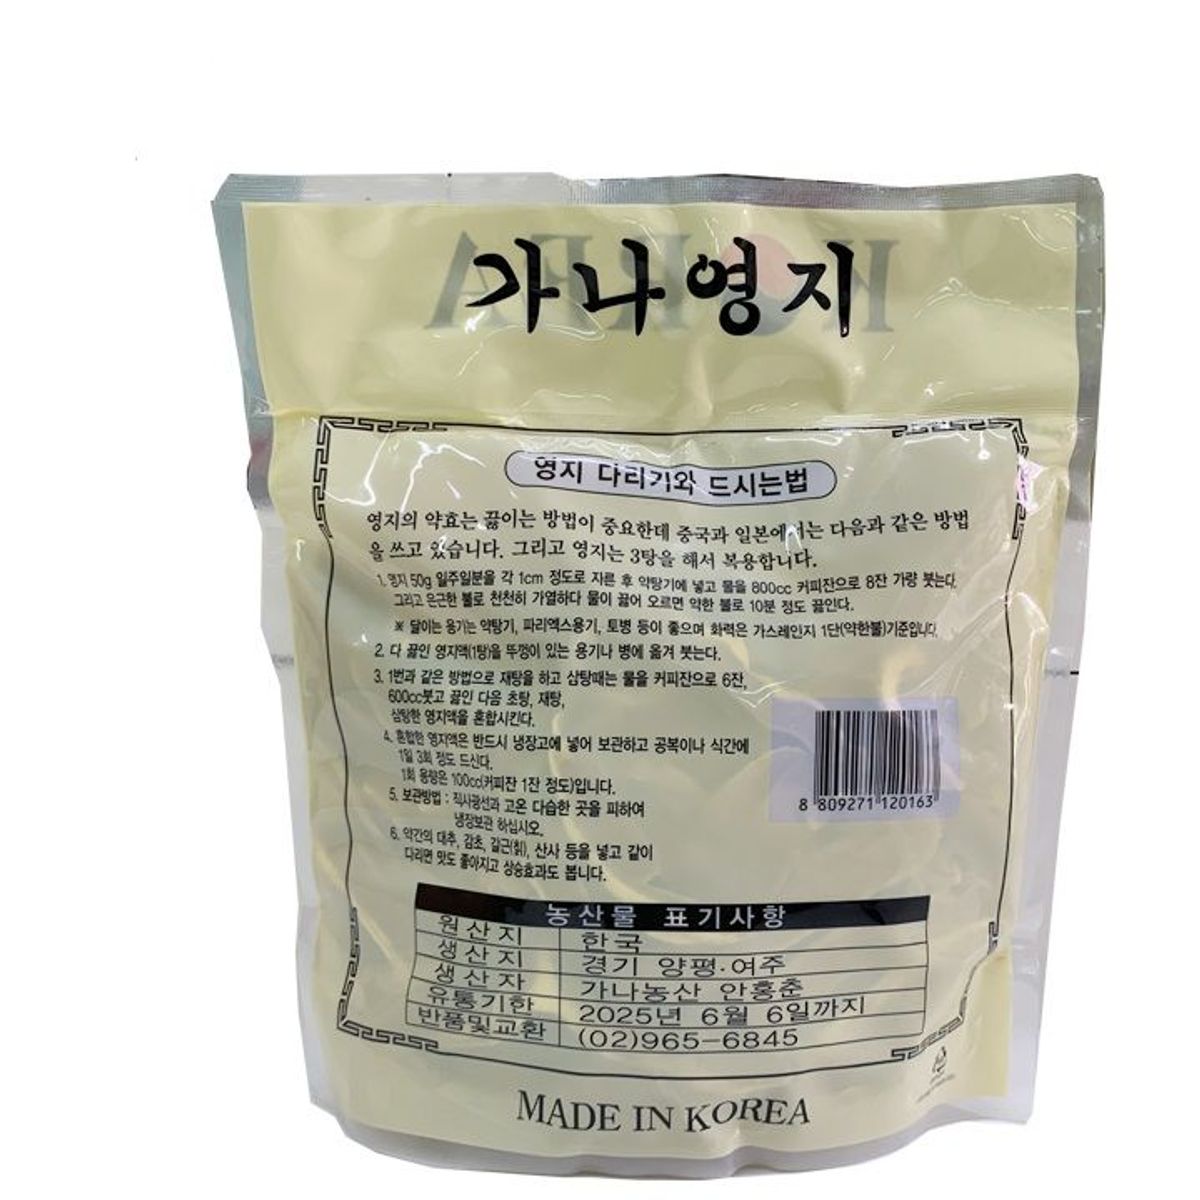 KOREA
가나영지
영지 다리기와 드시는법
영지의 약효는 끓이는 방법이 중요한데 중국과 일본에서는 다음과 같은 방법
을 쓰고 있습니다. 그리고 영지는 3탕을 해서 복용합니다.
1. 영지 50g 일주일분을 각 1cm 정도로 자른 후 약탕기에 넣고 물을 800cc 커피잔으로 8잔 가량 붓는다.
그리고 은근한 불로 천천히 가열하다 물이 끓어 오르면 약한 불로 10분 정도 끓인다.
※ 달이는 용기는 약탕기, 파리엑스용기, 토병 등이 좋으며 화력은 가스레인지 1단(약한불)기준입니다.
2. 다 끓인 영지액(1탕)을 뚜껑이 있는 용기나 병에 옮겨 붓는다.
3. 1번과 같은 방법으로 재탕을 하고 삼탕때는 물을 커피잔으로 6잔,
600cc붓고 끓인 다음 초탕, 재탕,
삼탕한 영지액을 혼합시킨다.
4. 혼합한 영지액은 반드시 냉장고에 넣어 보관하고 공복이나 식간에
1일 3회 정도 드신다.
1회 용량은 100cc(커피잔 1잔 정도)입니다.
5. 보관방법 : 직사광선과 고온 다습한 곳을 피하여
냉장보관 하십시오.
6. 약간의 대추, 감초, 갈근(칡), 산사 등을 넣고 같이
다리면 맛도 좋아지고 상승효과도 봅니다.
8 809271 120163
농산물 표기사항
원산지 한국
생산지 경기 양평·여주
생산자 가나농산 안홍춘
유통기한 2025년 6월 6일까지
반품및교환 (02)965-6845
MADE IN KOREA